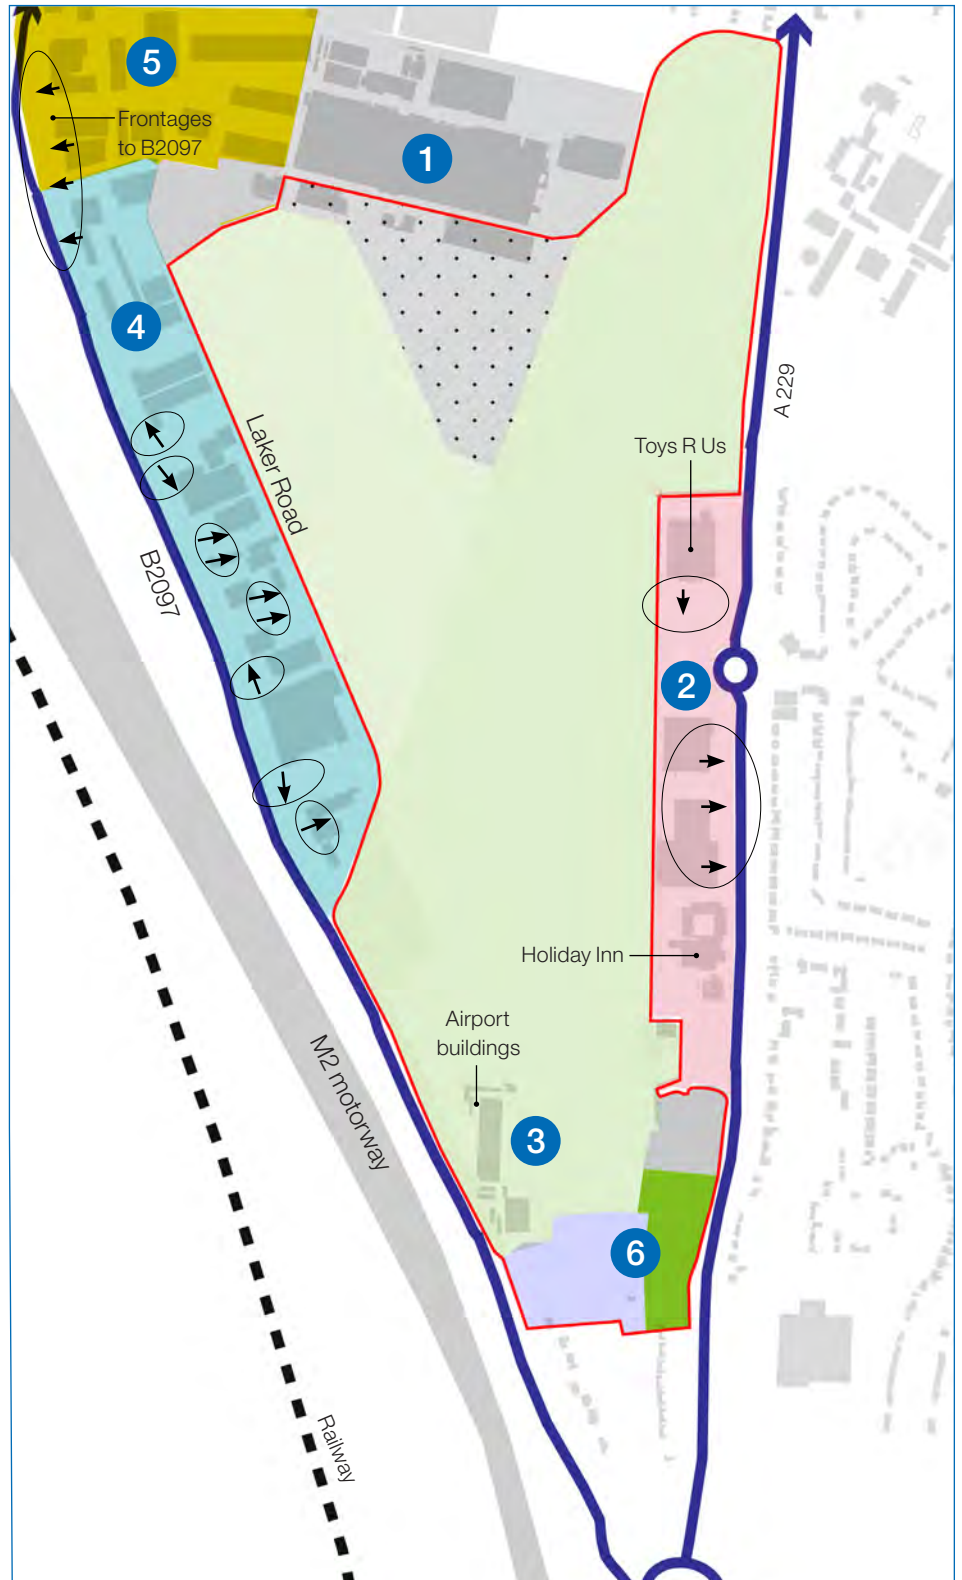 5
Frontages
to B2097
1
4
A 229
Toys R Us
Laker Road
B2097
2
Holiday Inn
Airport
buildings
M2 motorway
3
6
Railway